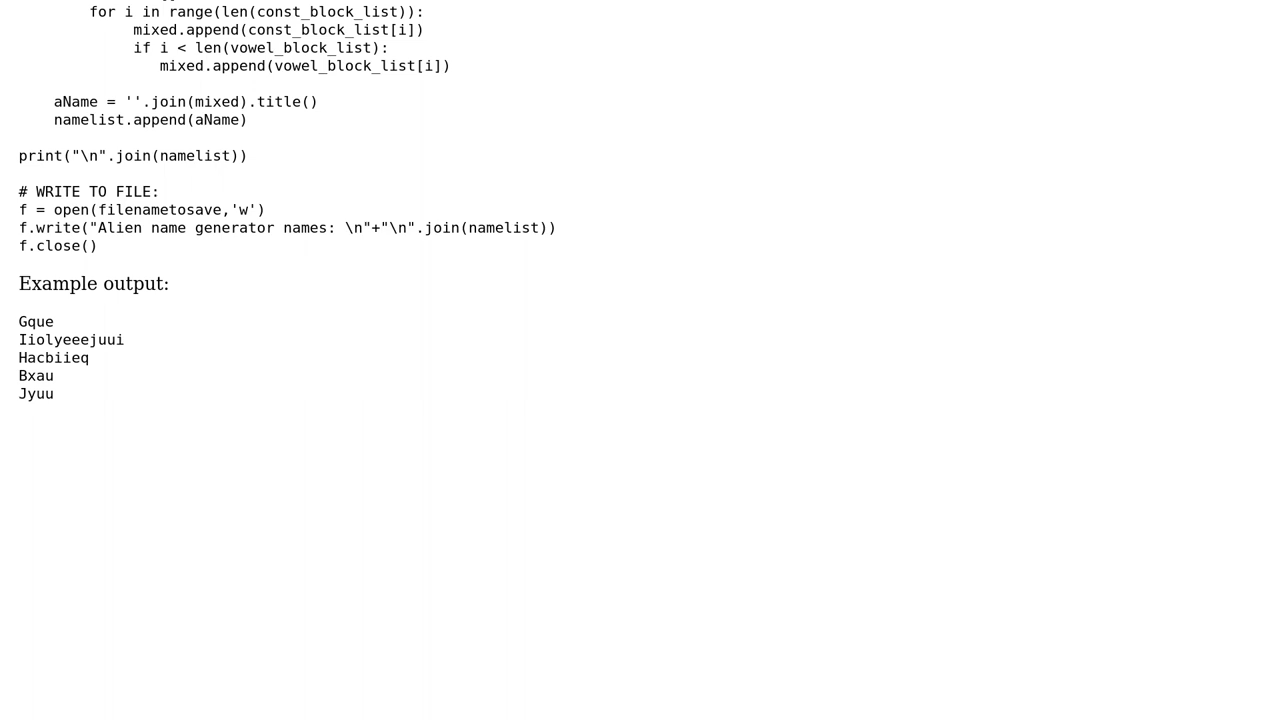 for i in range(len(const_block_list)):
mixed.append(const_block_list[i])
if i < len(vowel_block_list):
mixed.append(vowel_block_list[i])
aName = ''.join(mixed).title()
namelist.append(aName)
print("\n".join(namelist))
# WRITE TO FILE:
f = open(filenametosave,'w')
f.write("Alien name generator names: \n"+"\n".join(namelist))
f.close()
Example output:
Gque
Iiolyeeejuui
Hacbiieq
Bxau
Jyuu